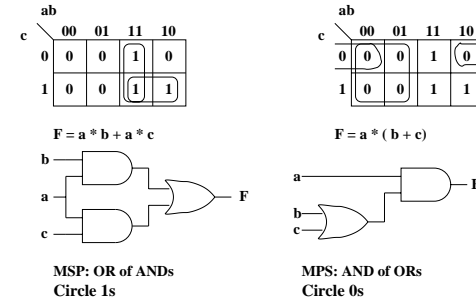 ab
c 00 01 11 10
0 0 0 1 0
1 0 0 1 1
F = a * b + a * c
b
a
c
F
MSP: OR of ANDs
Circle 1s
ab
c 00 01 11 10
0 0 0 1 0
1 0 0 1 1
F = a * ( b + c)
a
b
c
F
MPS: AND of ORs
Circle 0s